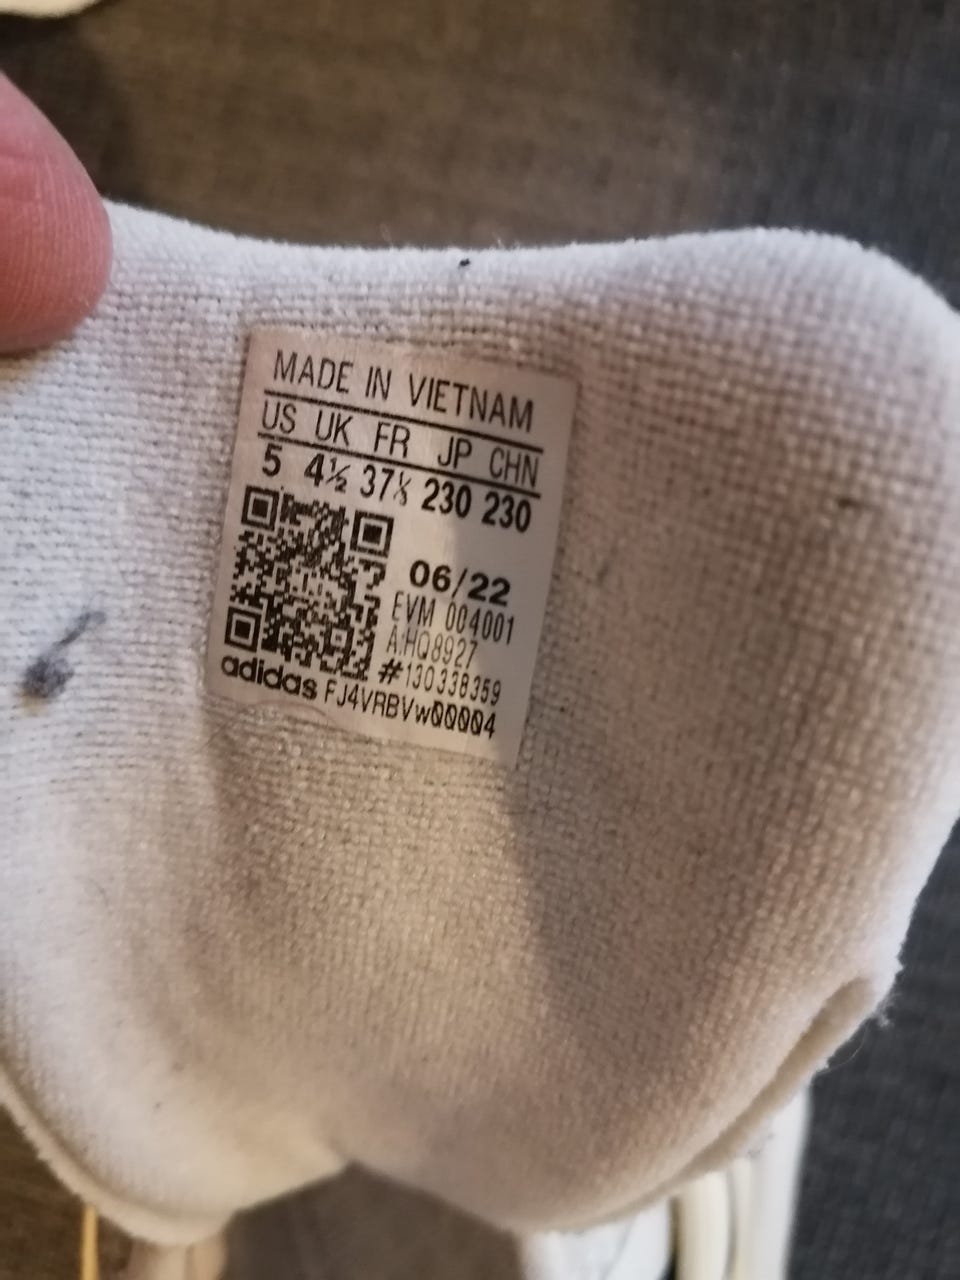 MADE IN VIETNAM
US UK FR JP CHN
5 4½ 37⅓ 230 230
06/22
EVM 004001
A:HQ8927
#130338359
adidas FJ4VRBVw00004